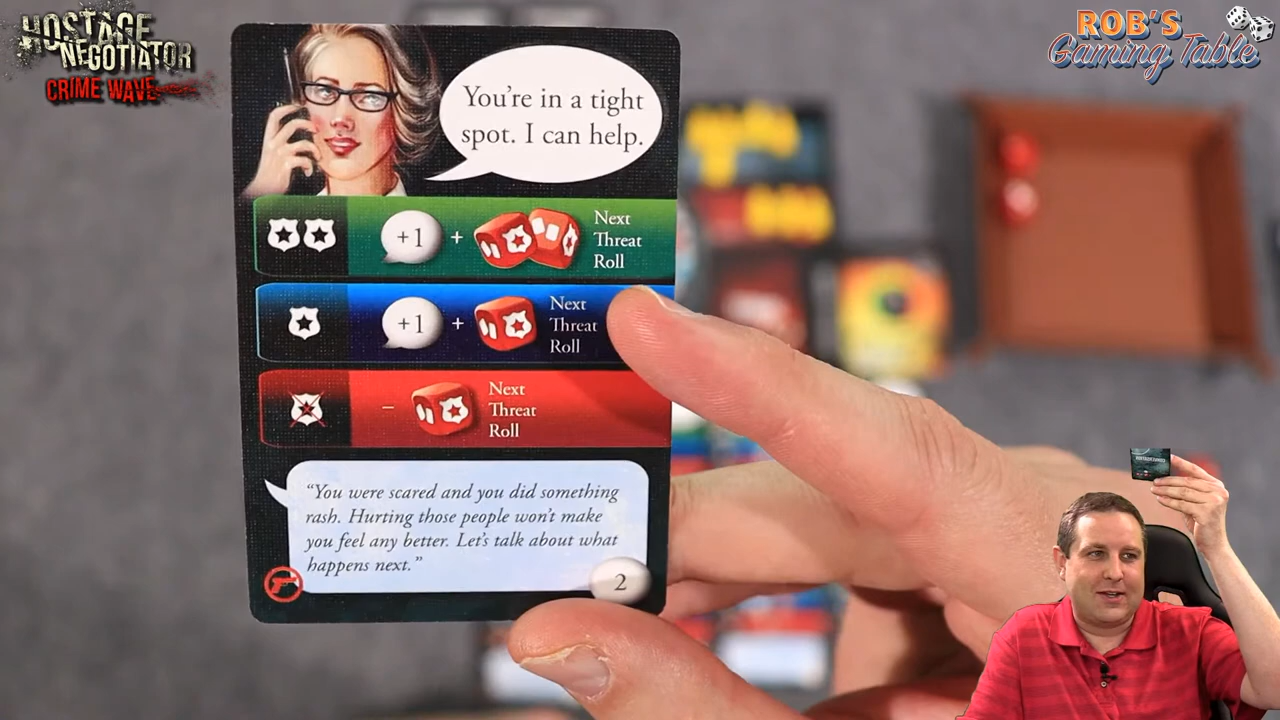 HOSTAGE
NEGOTIATOR
CRIME WAVE
ROB'S
Gaming Table
You're in a tight
spot. I can help.
+1 + Next
Threat
Roll
+1 + Next
Threat
Roll
– Next
Threat
Roll
"You were scared and you did something
rash. Hurting those people won't make
you feel any better. Let's talk about what
happens next."
2